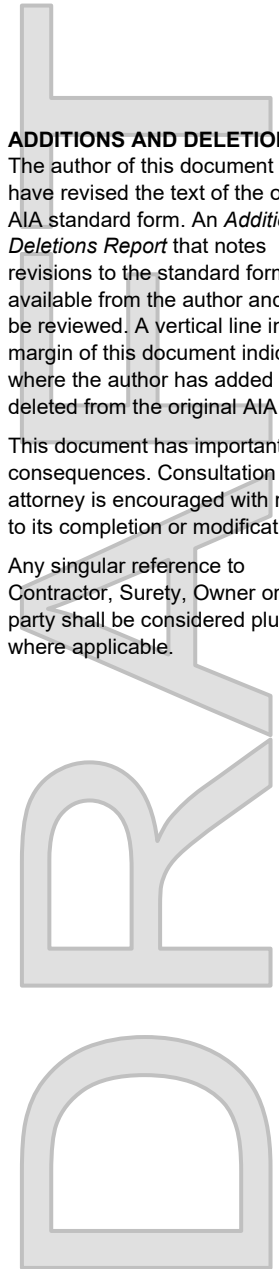 ADDITIONS AND DELETION
The author of this document
have revised the text of the o
AIA standard form. An Additi
Deletions Report that notes
revisions to the standard form
available from the author and
be reviewed. A vertical line in
margin of this document indic
where the author has added
deleted from the original AIA
This document has important
consequences. Consultation
attorney is encouraged with r
to its completion or modificat
Any singular reference to
Contractor, Surety, Owner or
party shall be considered plu
where applicable.
DRAFT